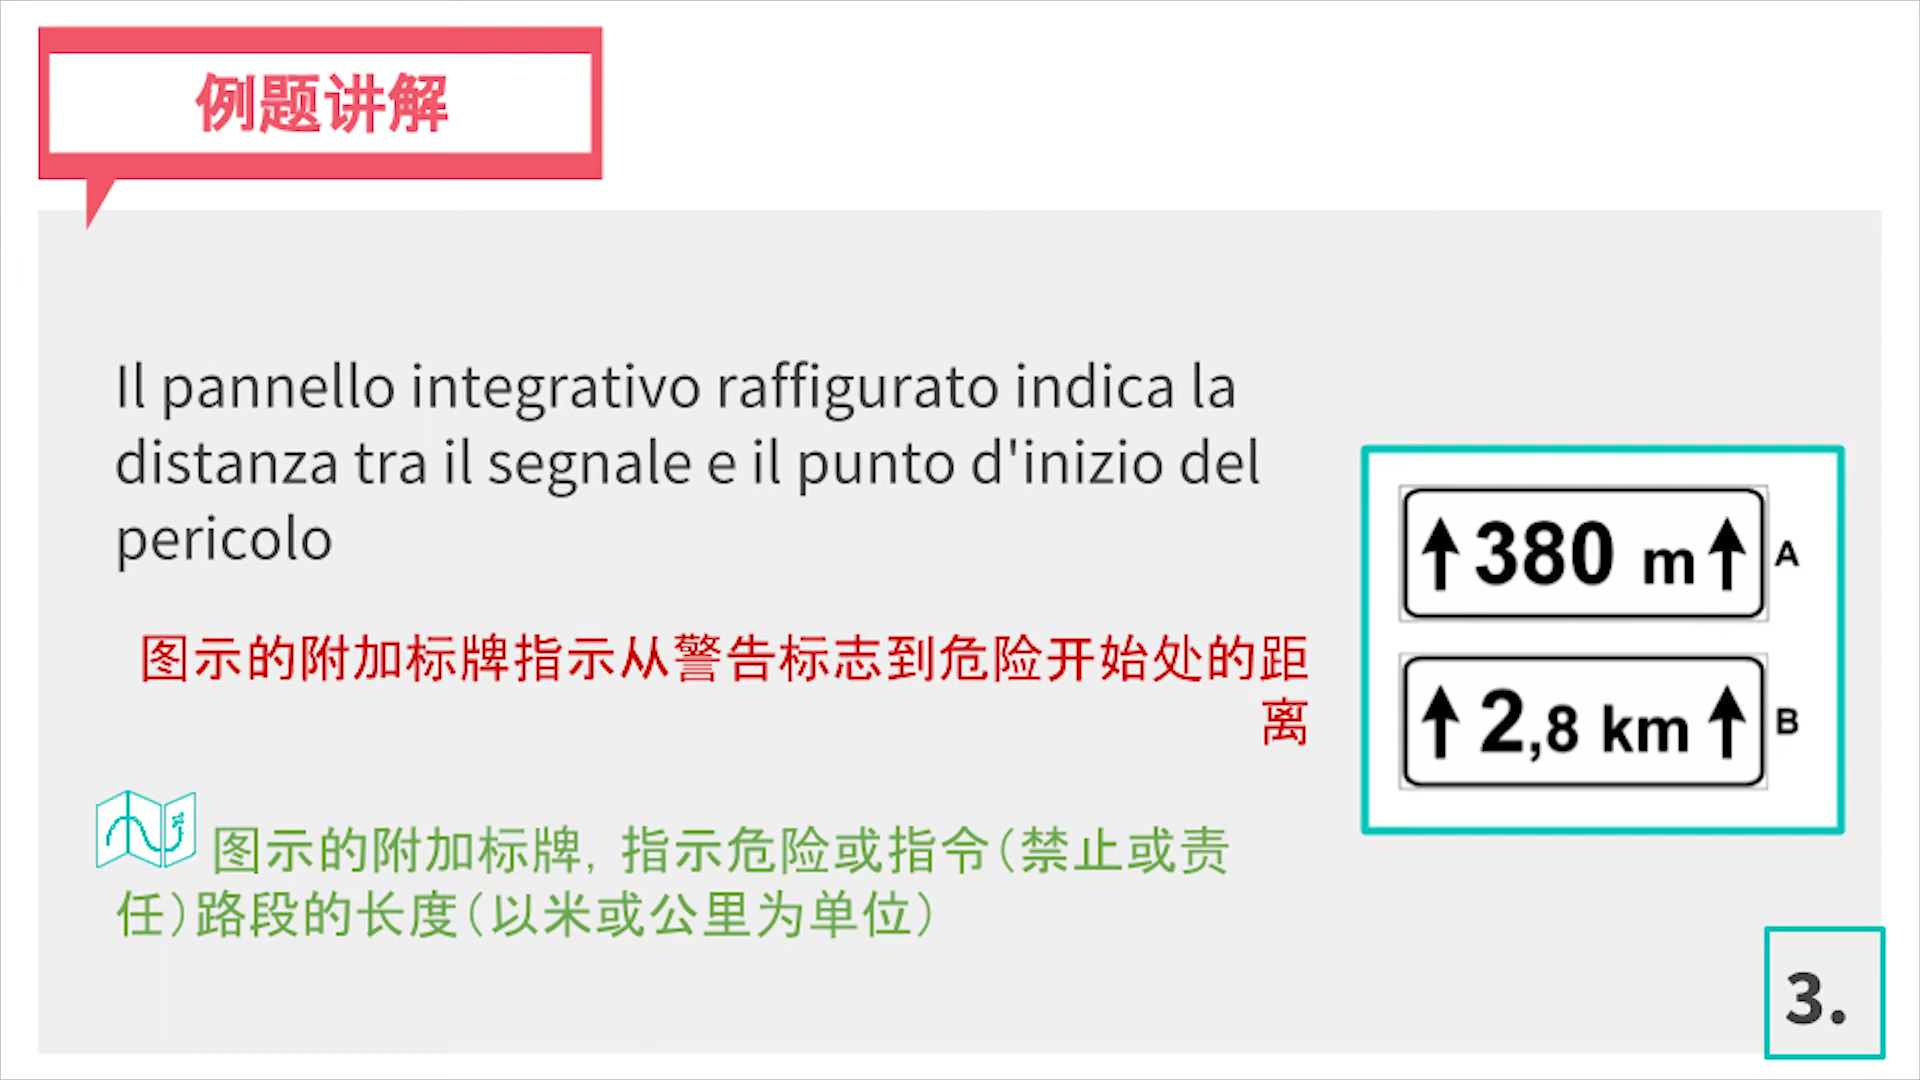 例题讲解
Il pannello integrativo raffigurato indica la
distanza tra il segnale e il punto d'inizio del
pericolo
图示的附加标牌指示从警告标志到危险开始处的距
离
图示的附加标牌，指示危险或指令（禁止或责
任）路段的长度（以米或公里为单位）
380 m A
2,8 km B
3.